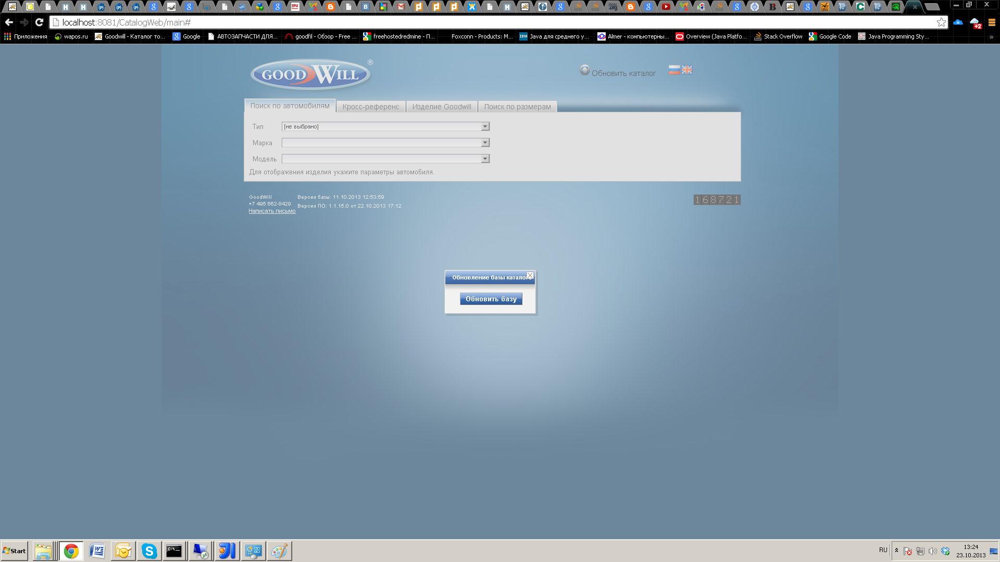 localhost:8081/CatalogWeb/main#
Приложения
wapos.ru
Goodwill - Каталог то...
Google
АВТОЗАПЧАСТИ ДЛЯ...
goodfil - Обзор - Free ...
freehostedredmine - П...
Foxconn - Products: M...
IBM Java для среднего у...
Almer - компьютерны...
Overview (Java Platfo...
Stack Overflow
Google Code
Java Programming Sty...
GOODWILL ®
Обновить каталог
Поиск по автомобилям
Кросс-референс
Изделие Goodwill
Поиск по размерам
Тип
[не выбрано]
Марка
Модель
Для отображения изделия укажите параметры автомобиля.
GoodWill
+7 495 662-8429
Написать письмо
Версия базы: 11.10.2013 12:53:59
Версия ПО: 1.1.15.0 от 22.10.2013 17:12
168721
Обновление базы катало
Обновить базу
Start
RU
13:24
23.10.2013